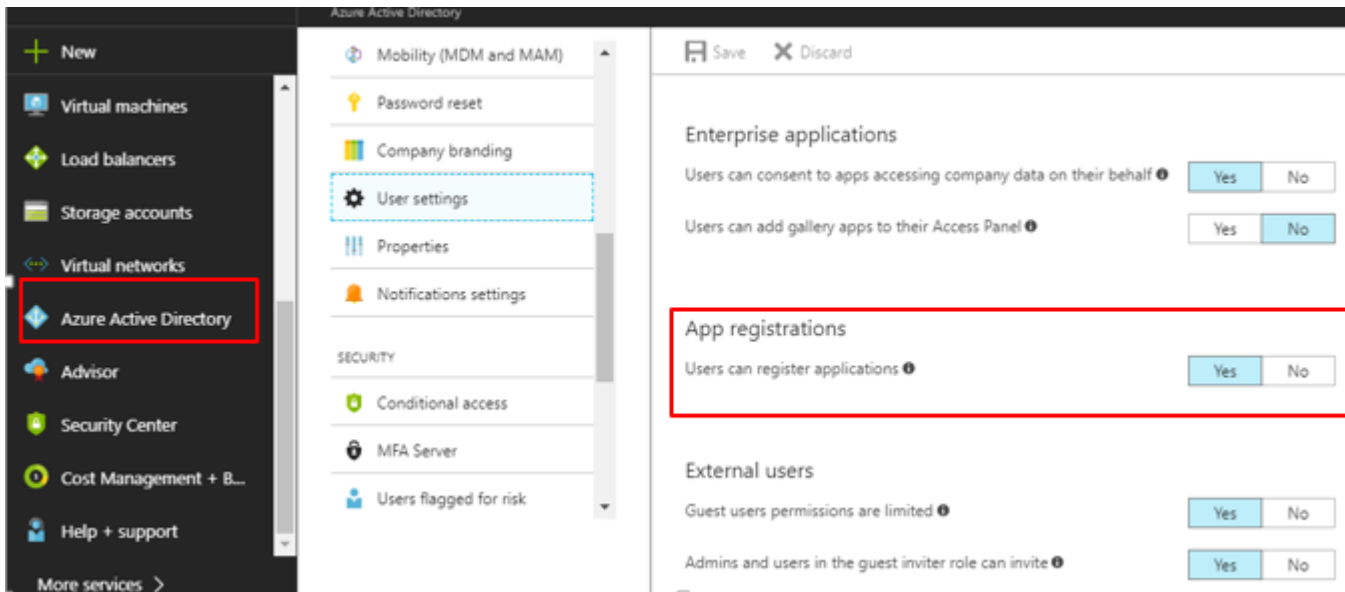 Azure Active Directory
New
Virtual machines
Load balancers
Storage accounts
Virtual networks
Azure Active Directory
Advisor
Security Center
Cost Management + B...
Help + support
More services >
Mobility (MDM and MAM)
Password reset
Company branding
User settings
Properties
Notifications settings
SECURITY
Conditional access
MFA Server
Users flagged for risk
Save Discard
Enterprise applications
Users can consent to apps accessing company data on their behalf Yes No
Users can add gallery apps to their Access Panel Yes No
App registrations
Users can register applications Yes No
External users
Guest users permissions are limited Yes No
Admins and users in the guest inviter role can invite Yes No